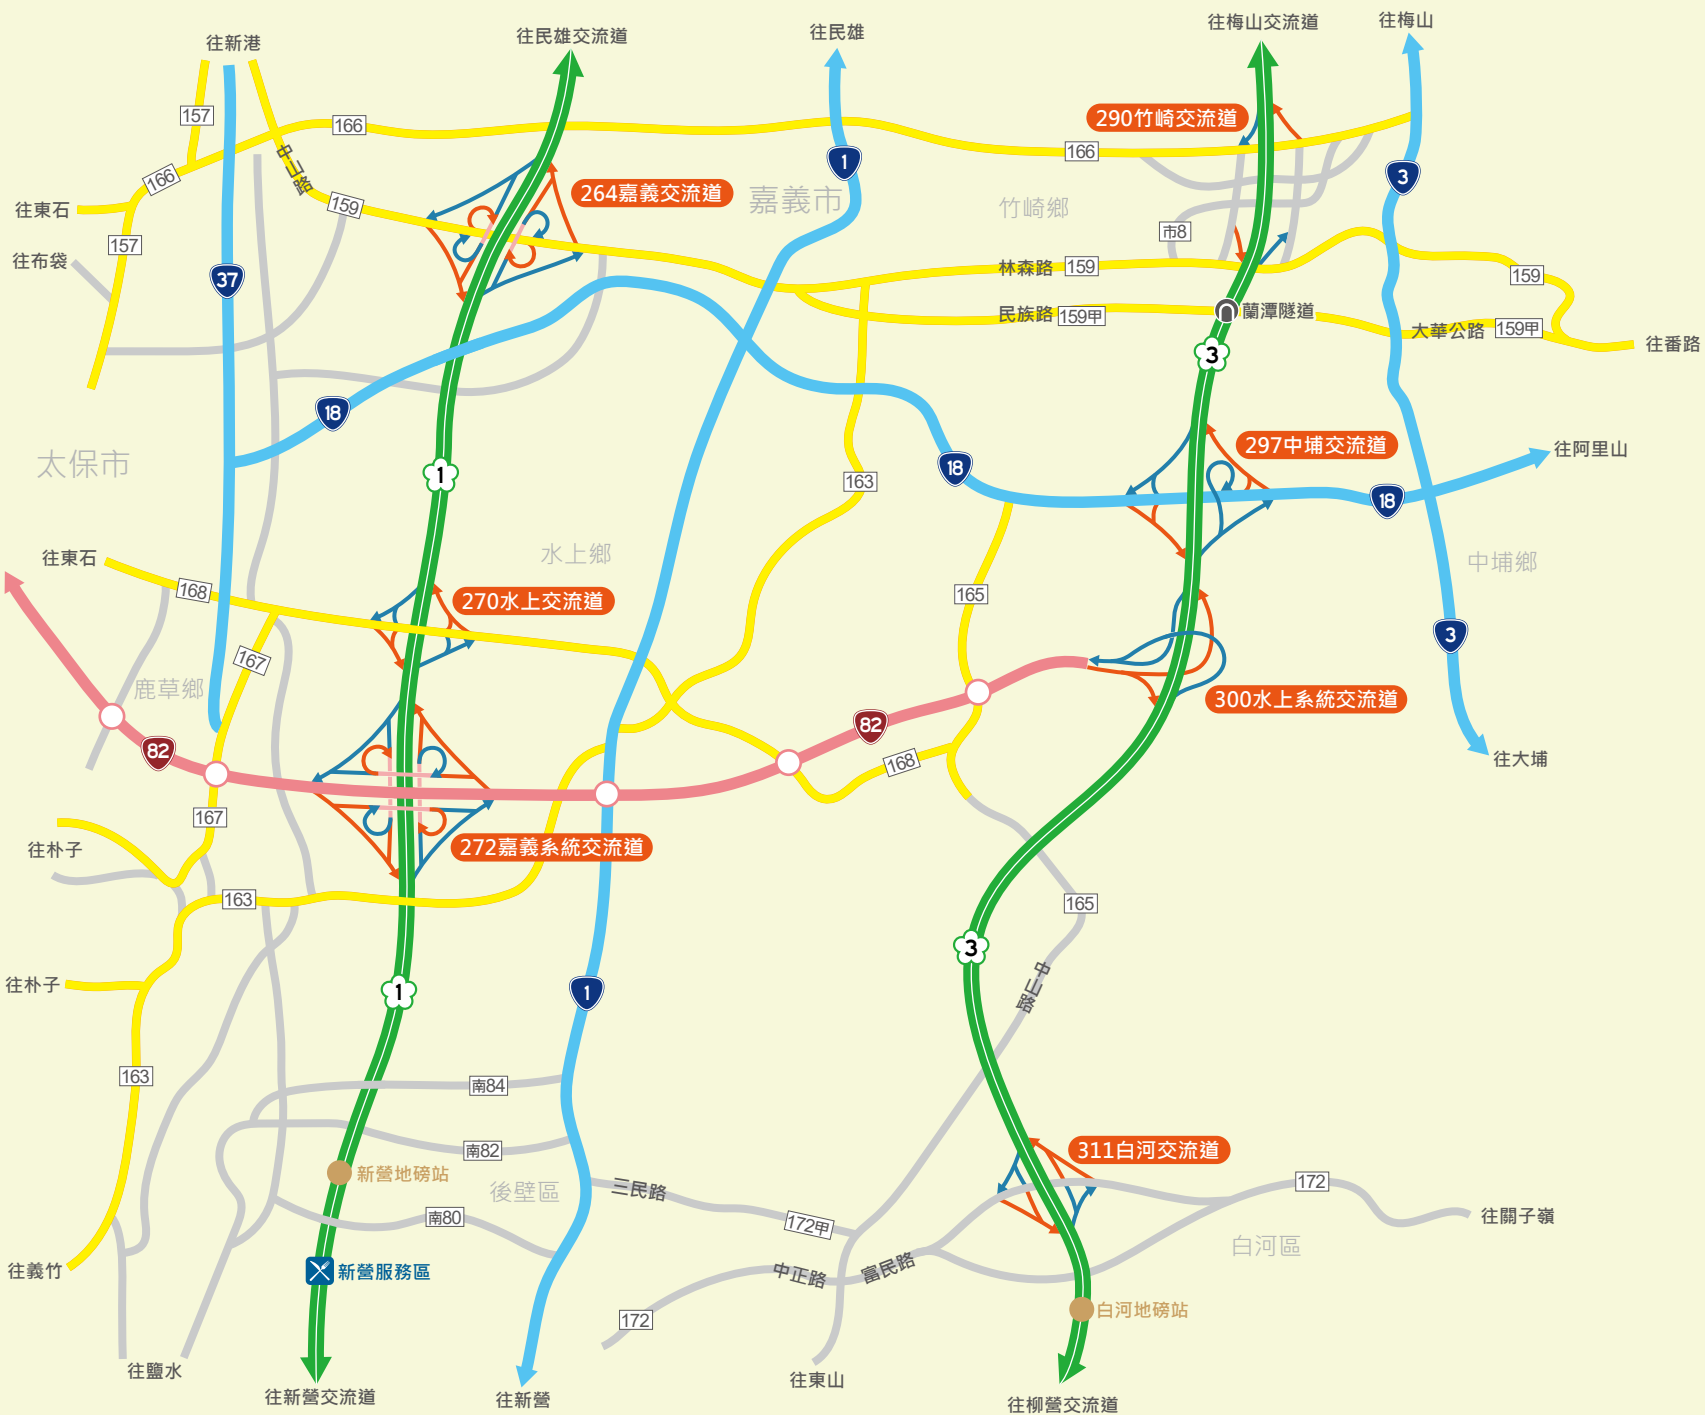 往梅山
往梅山交流道
往民雄
往民雄交流道
往新港
157
290竹崎交流道
166
166
中山路
1
3
166
264嘉義交流道
嘉義市
竹崎鄉
159
往東石
157
市8
往布袋
林森路
159
159
37
蘭潭隧道
民族路
159甲
大華公路
159甲
往番路
3
18
297中埔交流道
往阿里山
太保市
18
1
163
18
水上鄉
往東石
中埔鄉
168
165
270水上交流道
3
167
鹿草鄉
300水上系統交流道
82
82
168
往大埔
167
272嘉義系統交流道
往朴子
163
165
3
往朴子
中山路
1
1
163
南84
311白河交流道
南82
新營地磅站
172
三民路
後壁區
南80
172甲
往關子嶺
白河區
往義竹
新營服務區
中正路
富民路
白河地磅站
172
往鹽水
往東山
往新營交流道
往新營
往柳營交流道